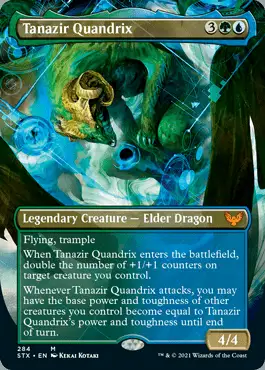 Tanazir Quandrix 3
Legendary Creature — Elder Dragon
Flying, trample
When Tanazir Quandrix enters the battlefield,
double the number of +1/+1 counters on
target creature you control.
Whenever Tanazir Quandrix attacks, you may
have the base power and toughness of other
creatures you control become equal to Tanazir
Quandrix's power and toughness until end
of turn.
4/4
284 M
STX • EN KEKAI KOTAKI
™ & © 2021 Wizards of the Coast